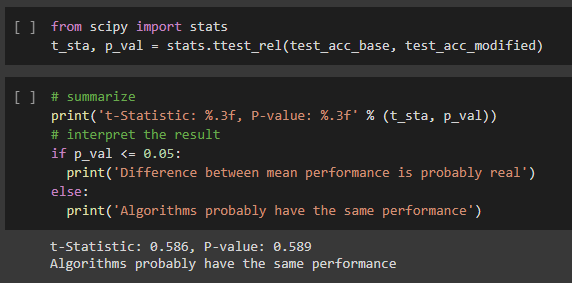 [ ] from scipy import stats
t_sta, p_val = stats.ttest_rel(test_acc_base, test_acc_modified)
[ ] # summarize
print('t-Statistic: %.3f, P-value: %.3f' % (t_sta, p_val))
# interpret the result
if p_val <= 0.05:
  print('Difference between mean performance is probably real')
else:
  print('Algorithms probably have the same performance')
t-Statistic: 0.586, P-value: 0.589
Algorithms probably have the same performance